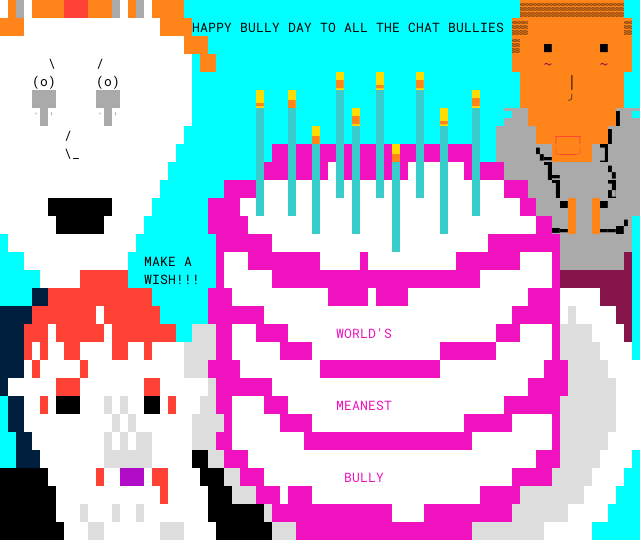 HAPPY BULLY DAY TO ALL THE CHAT BULLIES
MAKE A
WISH!!!
WORLD'S
MEANEST
BULLY